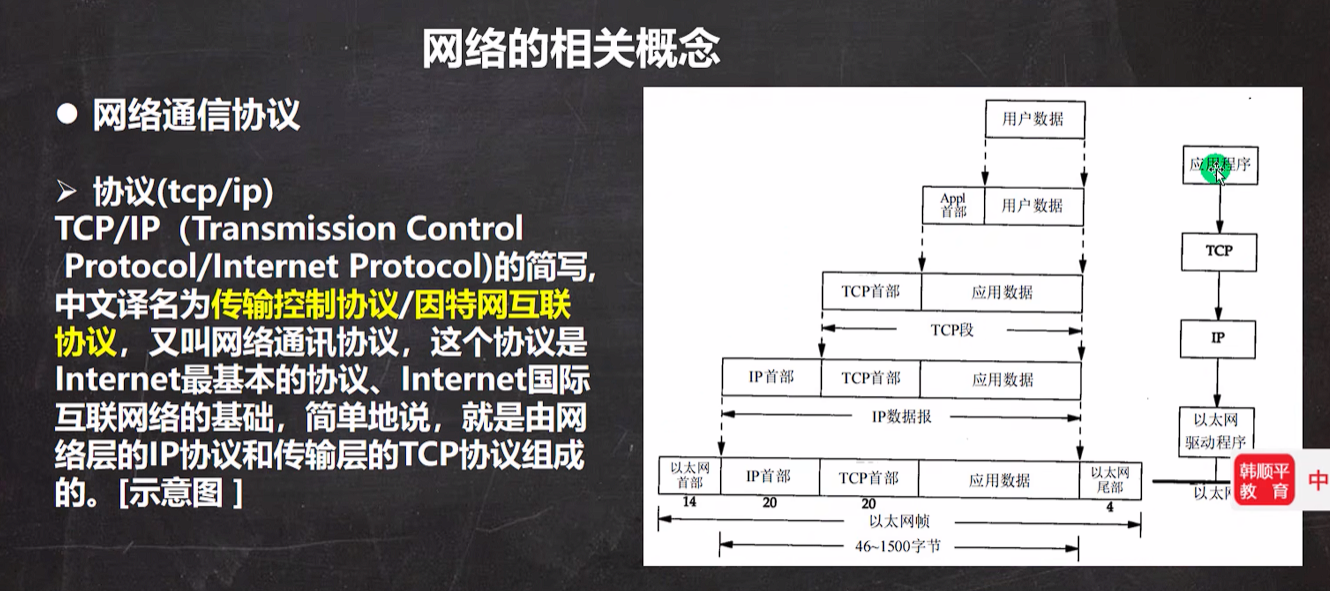 网络的相关概念
● 网络通信协议
➢ 协议(tcp/ip)
TCP/IP（Transmission Control
Protocol/Internet Protocol)的简写,
中文译名为传输控制协议/因特网互联
协议，又叫网络通讯协议，这个协议是
Internet最基本的协议、Internet国际
互联网络的基础，简单地说，就是由网
络层的IP协议和传输层的TCP协议组成
的。[示意图 ]
用户数据
Appl
首部
用户数据
TCP首部
应用数据
TCP段
IP首部
TCP首部
应用数据
IP数据报
以太网
首部
IP首部
TCP首部
应用数据
以太网
尾部
14
20
20
4
以太网帧
46~1500字节
应用程序
TCP
IP
以太网
驱动程序
以太
韩顺平
教 育
中